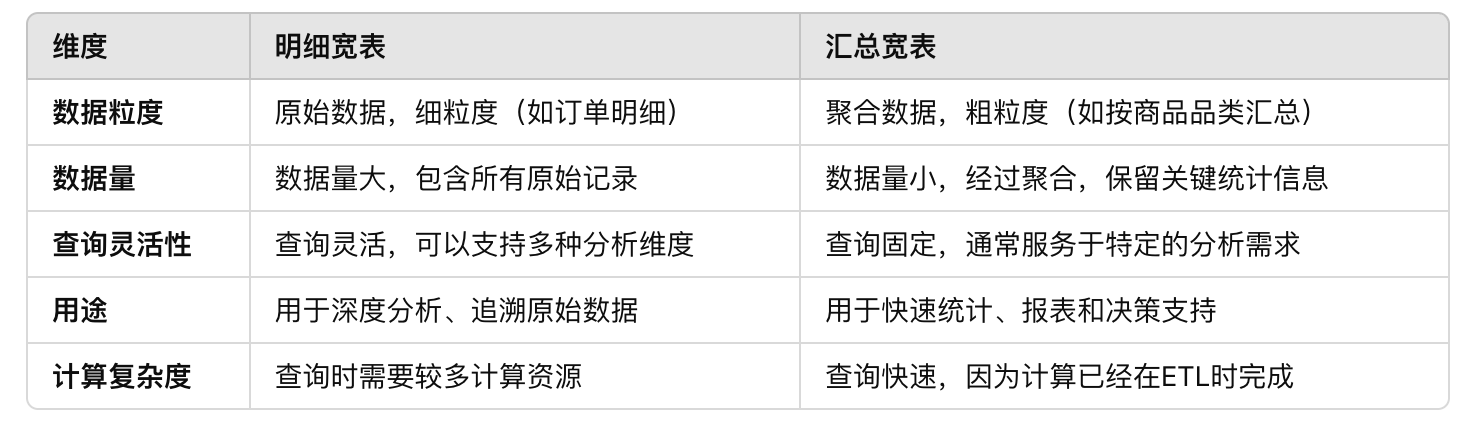 维度 明细宽表 汇总宽表
数据粒度 原始数据，细粒度（如订单明细） 聚合数据，粗粒度（如按商品品类汇总）
数据量 数据量大，包含所有原始记录 数据量小，经过聚合，保留关键统计信息
查询灵活性 查询灵活，可以支持多种分析维度 查询固定，通常服务于特定的分析需求
用途 用于深度分析、追溯原始数据 用于快速统计、报表和决策支持
计算复杂度 查询时需要较多计算资源 查询快速，因为计算已经在ETL时完成